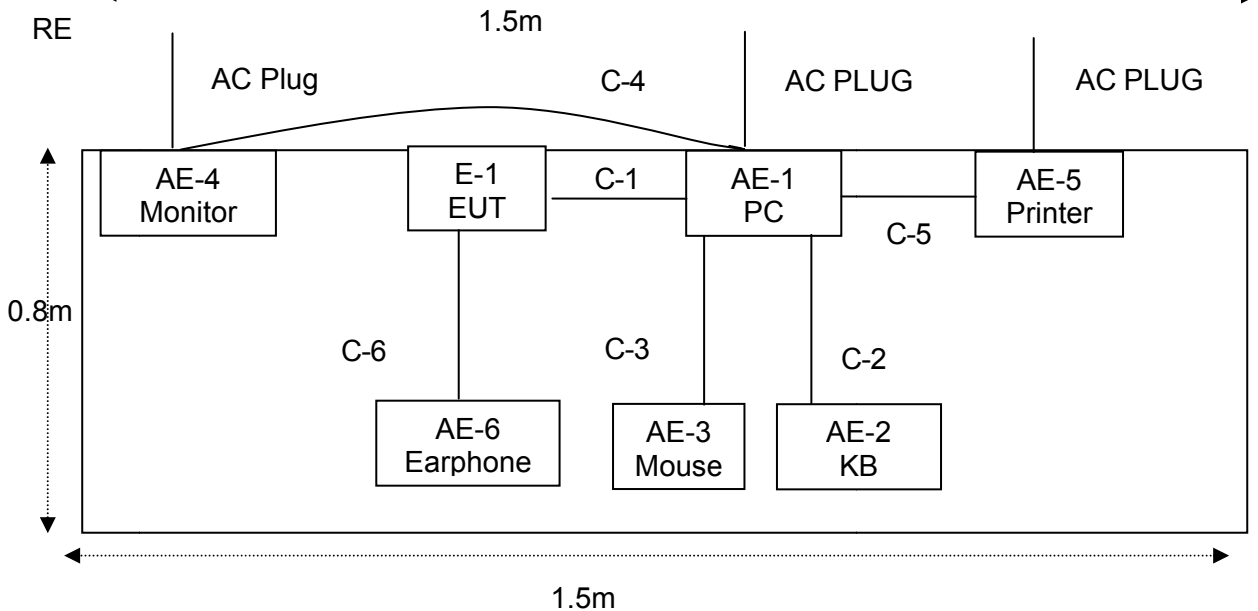 1.5m
RE
AC Plug
C-4
AC PLUG
AC PLUG
AE-4
Monitor
E-1
EUT
C-1
AE-1
PC
C-5
AE-5
Printer
0.8m
C-6
C-3
C-2
AE-6
Earphone
AE-3
Mouse
AE-2
KB
1.5m